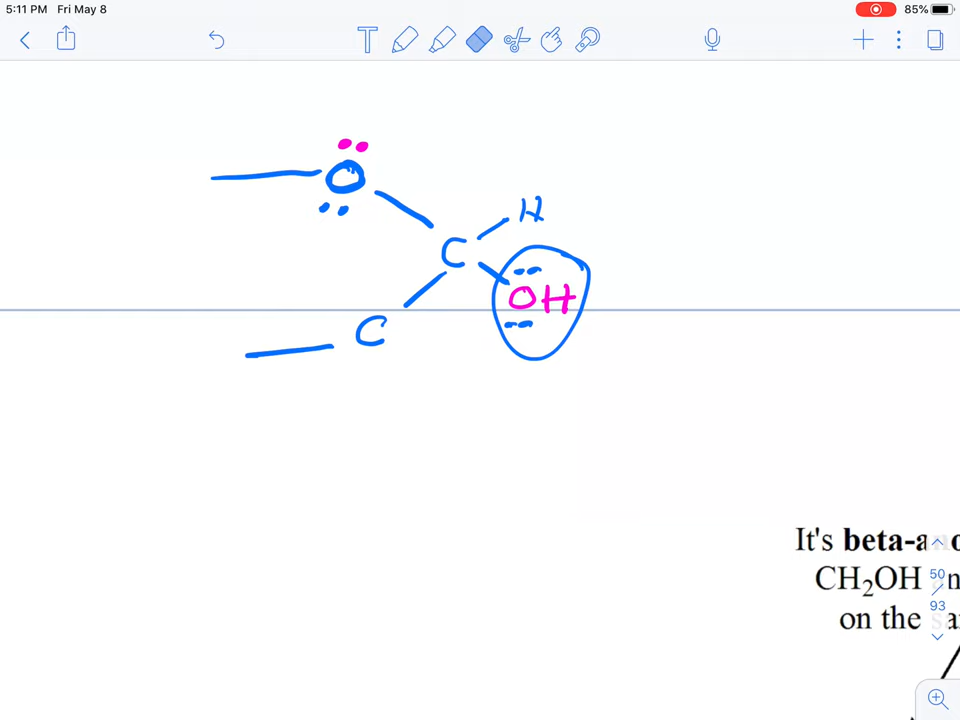 5:11 PM Fri May 8
85%
T
O
H
C
OH
C
It's beta-a
CH₂OH
50
93
on the